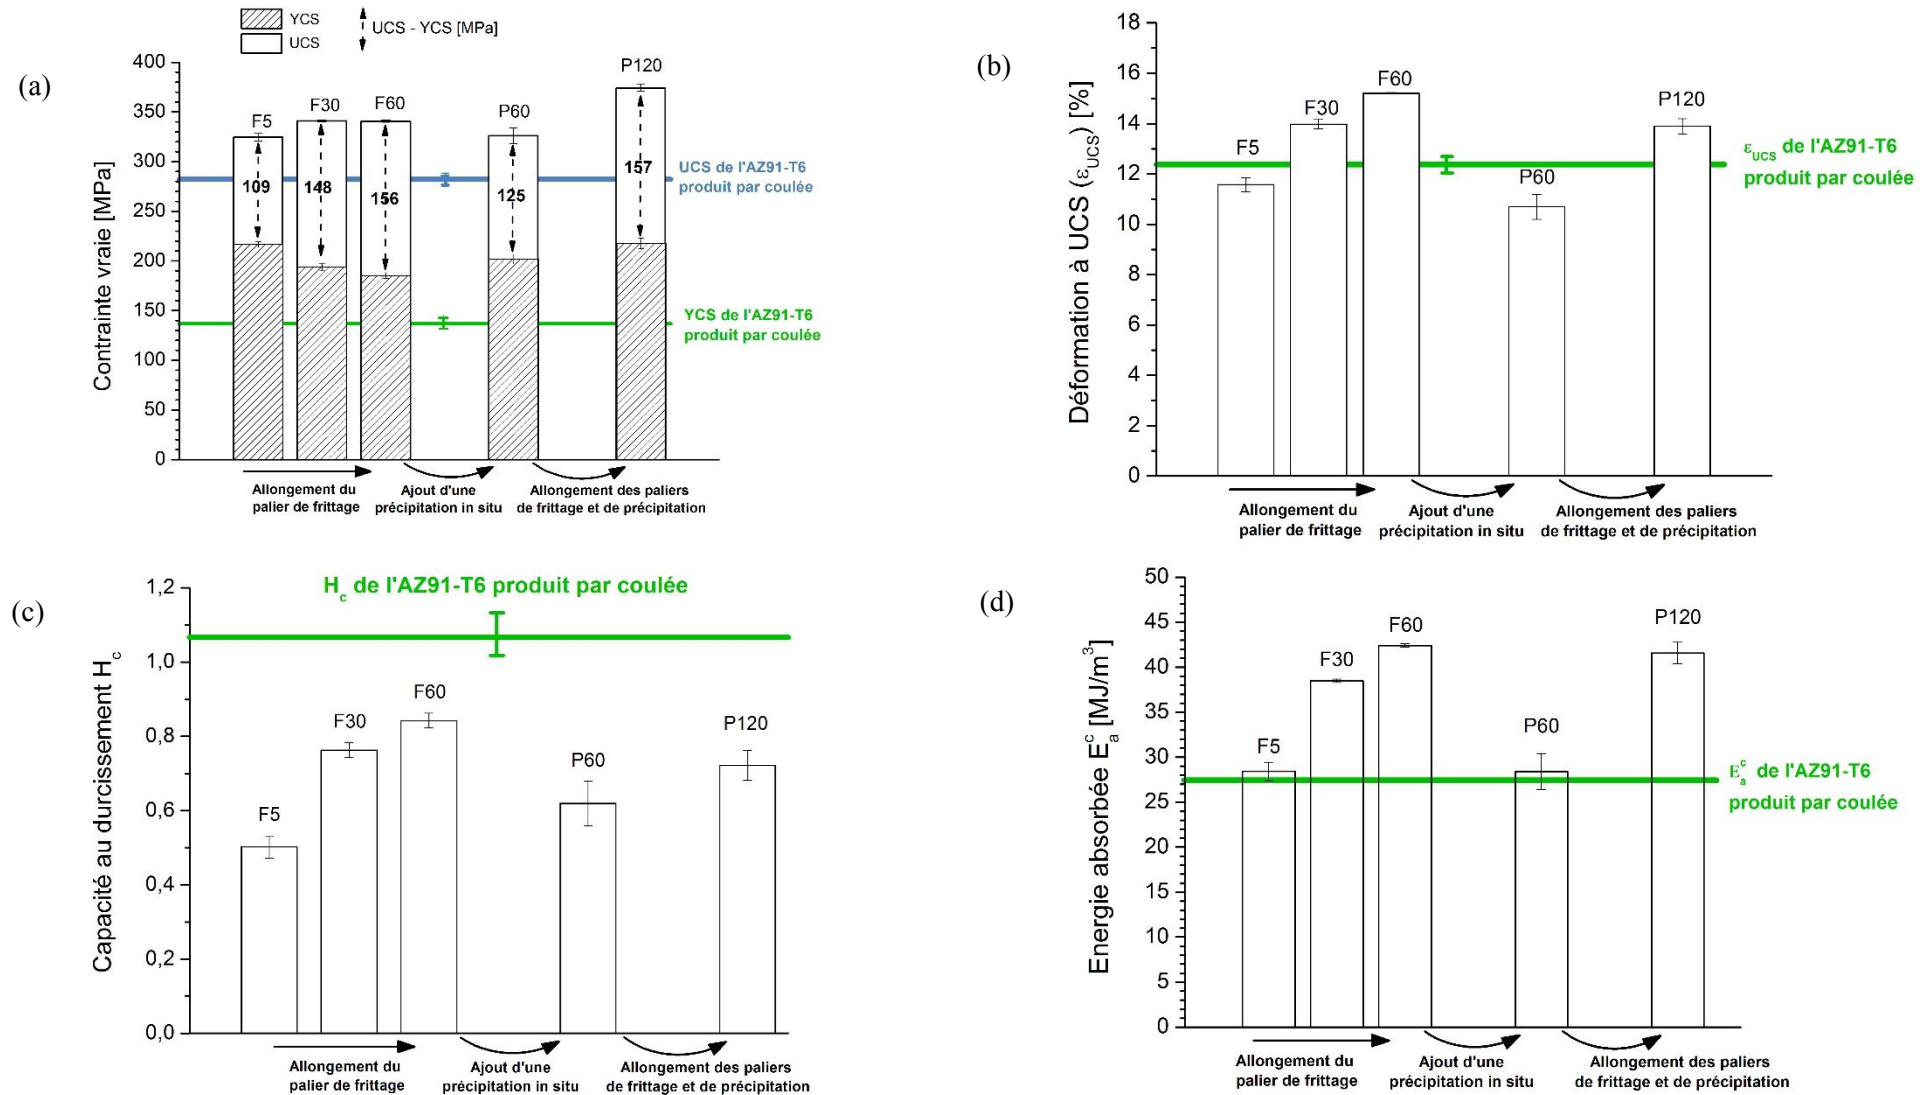 (a)
YCS
UCS
UCS - YCS [MPa]
Contrainte vraie [MPa]
400
350
300
250
200
150
100
50
0
F5
F30
F60
P60
P120
109
148
156
125
157
UCS de l'AZ91-T6
produit par coulée
YCS de l'AZ91-T6
produit par coulée
Allongement du
palier de frittage
Ajout d'une
précipitation in situ
Allongement des paliers
de frittage et de précipitation
(b)
Déformation à UCS (ε_UCS) [%]
18
16
14
12
10
8
6
4
2
0
F5
F30
F60
P60
P120
ε_UCS de l'AZ91-T6
produit par coulée
Allongement du
palier de frittage
Ajout d'une
précipitation in situ
Allongement des paliers
de frittage et de précipitation
(c)
Capacité au durcissement H_c
1,2
1,0
0,8
0,6
0,4
0,2
0,0
H_c de l'AZ91-T6 produit par coulée
F5
F30
F60
P60
P120
Allongement du
palier de frittage
Ajout d'une
précipitation in situ
Allongement des paliers
de frittage et de précipitation
(d)
Energie absorbée E_a^c [MJ/m³]
50
45
40
35
30
25
20
15
10
5
0
F5
F30
F60
P60
P120
E_a^c de l'AZ91-T6
produit par coulée
Allongement du
palier de frittage
Ajout d'une
précipitation in situ
Allongement des paliers
de frittage et de précipitation